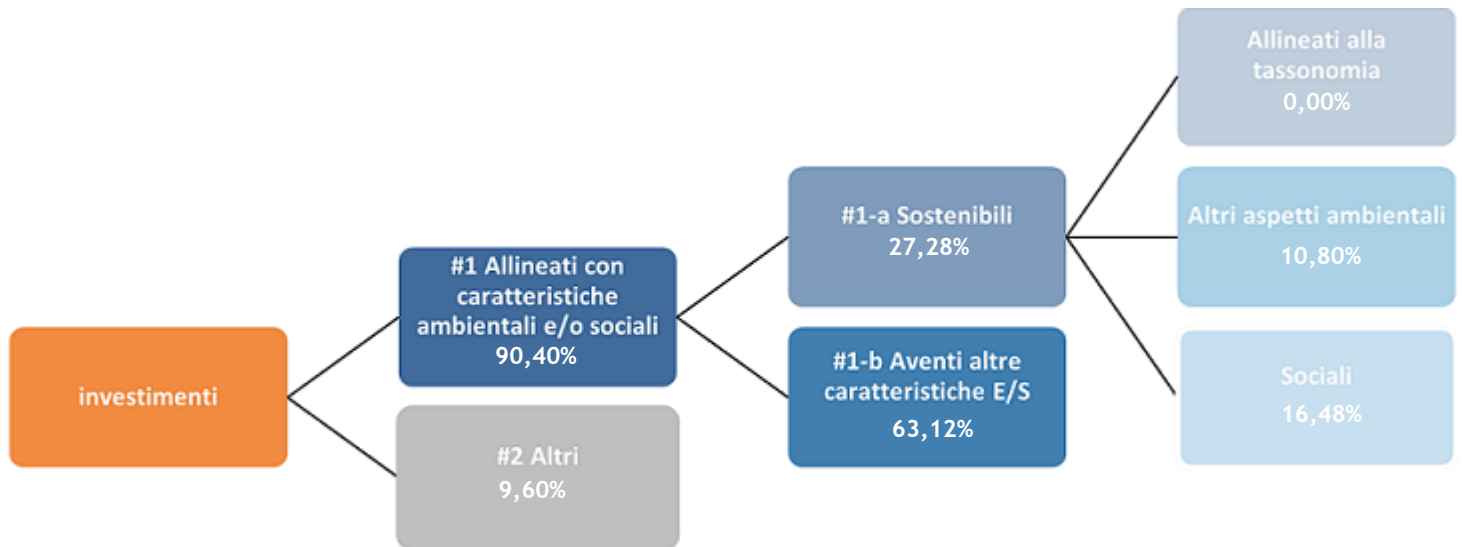 investimenti
#1 Allineati con
caratteristiche
ambientali e/o sociali
90,40%
#2 Altri
9,60%
#1-a Sostenibili
27,28%
#1-b Aventi altre
caratteristiche E/S
63,12%
Allineati alla
tassonomia
0,00%
Altri aspetti ambientali
10,80%
Sociali
16,48%